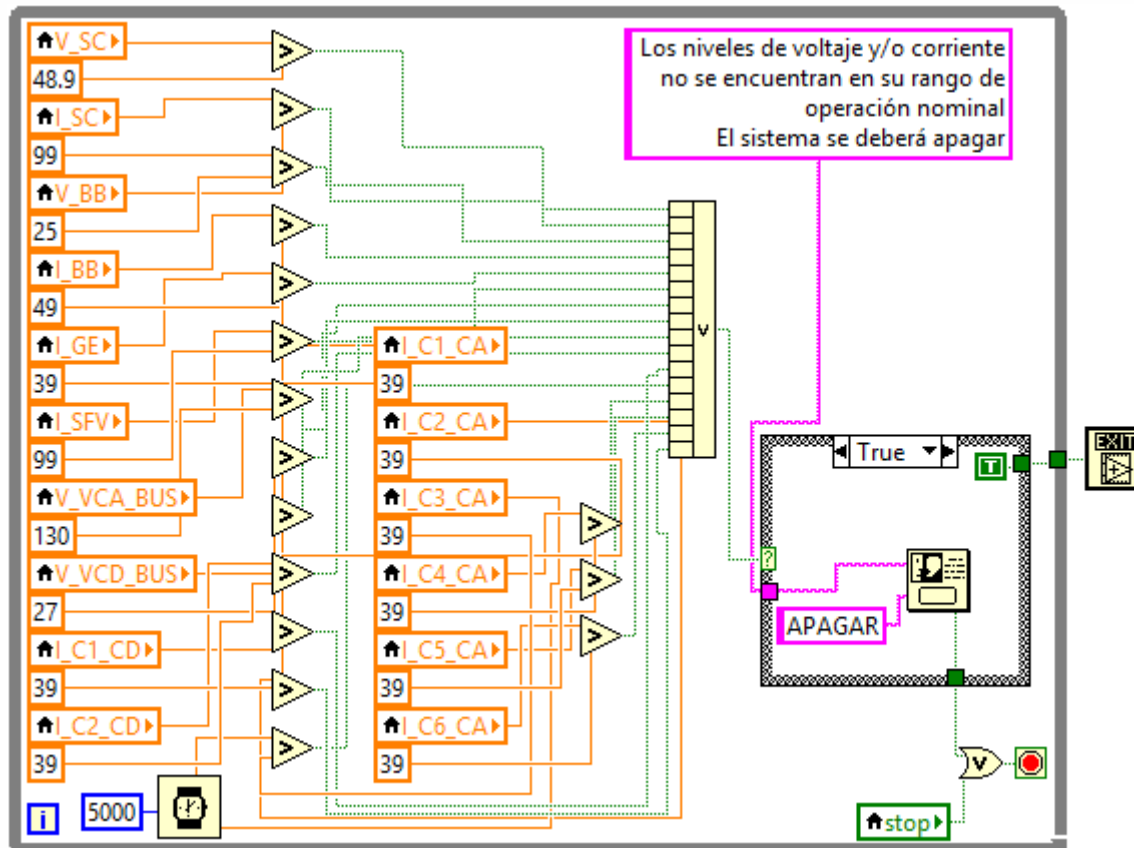 V_SC
48.9
I_SC
99
V_BB
25
I_BB
49
I_GE
39
I_SFV
99
V_VCA_BUS
130
V_VCD_BUS
27
I_C1_CD
39
I_C2_CD
39
i
5000
I_C1_CA
39
I_C2_CA
39
I_C3_CA
39
I_C4_CA
39
I_C5_CA
39
I_C6_CA
39
Los niveles de voltaje y/o corriente
no se encuentran en su rango de
operación nominal
El sistema se deberá apagar
True
T
?
APAGAR
EXIT
stop